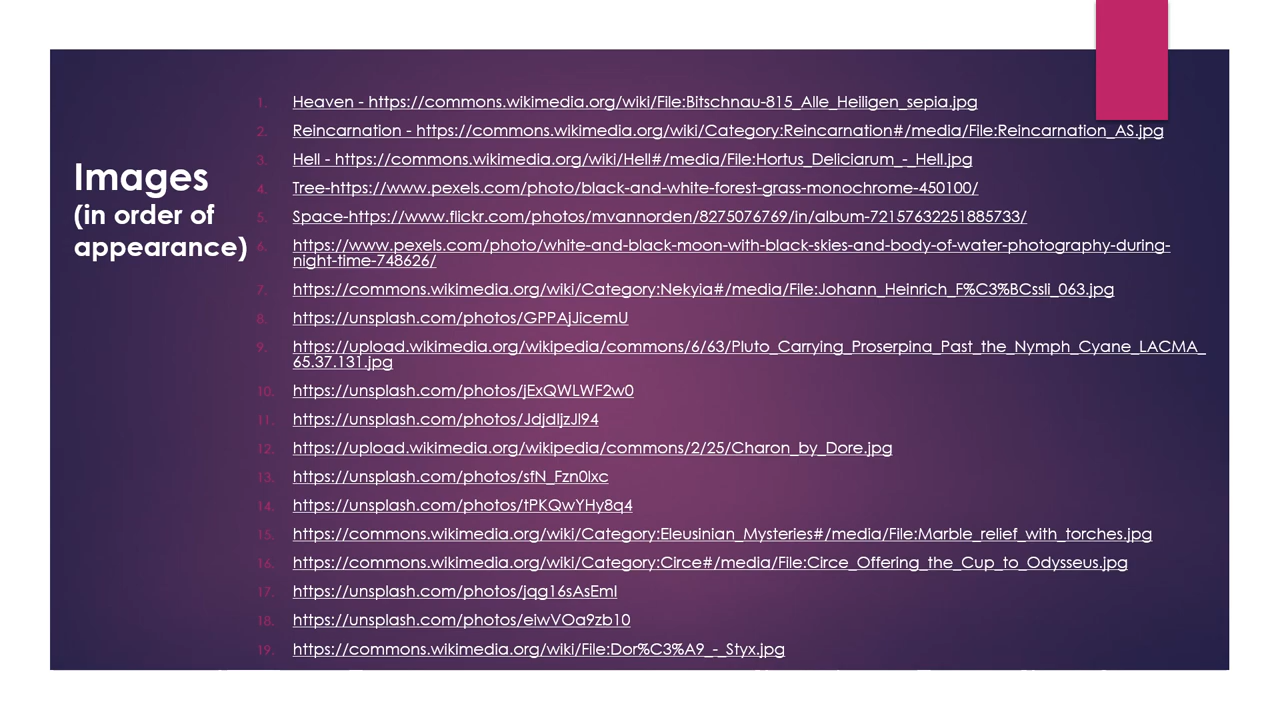 Images
(in order of
appearance)
1. Heaven - https://commons.wikimedia.org/wiki/File:Bitschnau-815_Alle_Heiligen_sepia.jpg
2. Reincarnation - https://commons.wikimedia.org/wiki/Category:Reincarnation#/media/File:Reincarnation_AS.jpg
3. Hell - https://commons.wikimedia.org/wiki/Hell#/media/File:Hortus_Deliciarum_-_Hell.jpg
4. Tree-https://www.pexels.com/photo/black-and-white-forest-grass-monochrome-450100/
5. Space-https://www.flickr.com/photos/mvannorden/8275076769/in/album-72157632251885733/
6. https://www.pexels.com/photo/white-and-black-moon-with-black-skies-and-body-of-water-photography-during-
night-time-748626/
7. https://commons.wikimedia.org/wiki/Category:Nekyia#/media/File:Johann_Heinrich_F%C3%BCssli_063.jpg
8. https://unsplash.com/photos/GPPAjJicemU
9. https://upload.wikimedia.org/wikipedia/commons/6/63/Pluto_Carrying_Proserpina_Past_the_Nymph_Cyane_LACMA_
65.37.131.jpg
10. https://unsplash.com/photos/jExQWLWF2w0
11. https://unsplash.com/photos/JdjdljzJl94
12. https://upload.wikimedia.org/wikipedia/commons/2/25/Charon_by_Dore.jpg
13. https://unsplash.com/photos/sfN_Fzn0lxc
14. https://unsplash.com/photos/tPKQwYHy8q4
15. https://commons.wikimedia.org/wiki/Category:Eleusinian_Mysteries#/media/File:Marble_relief_with_torches.jpg
16. https://commons.wikimedia.org/wiki/Category:Circe#/media/File:Circe_Offering_the_Cup_to_Odysseus.jpg
17. https://unsplash.com/photos/jqg16sAsEmI
18. https://unsplash.com/photos/eiwVOa9zb10
19. https://commons.wikimedia.org/wiki/File:Dor%C3%A9_-_Styx.jpg